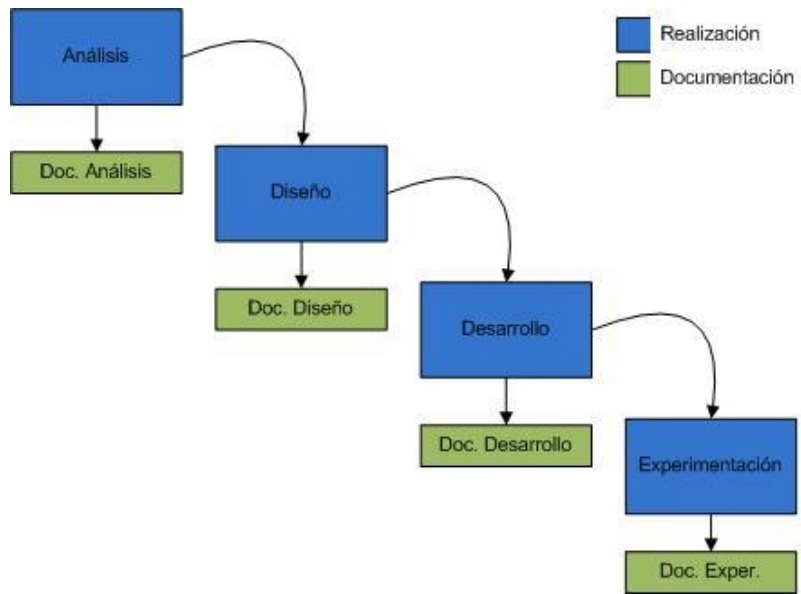 Análisis
Realización
Documentación
Doc. Análisis
Diseño
Doc. Diseño
Desarrollo
Doc. Desarrollo
Experimentación
Doc. Exper.